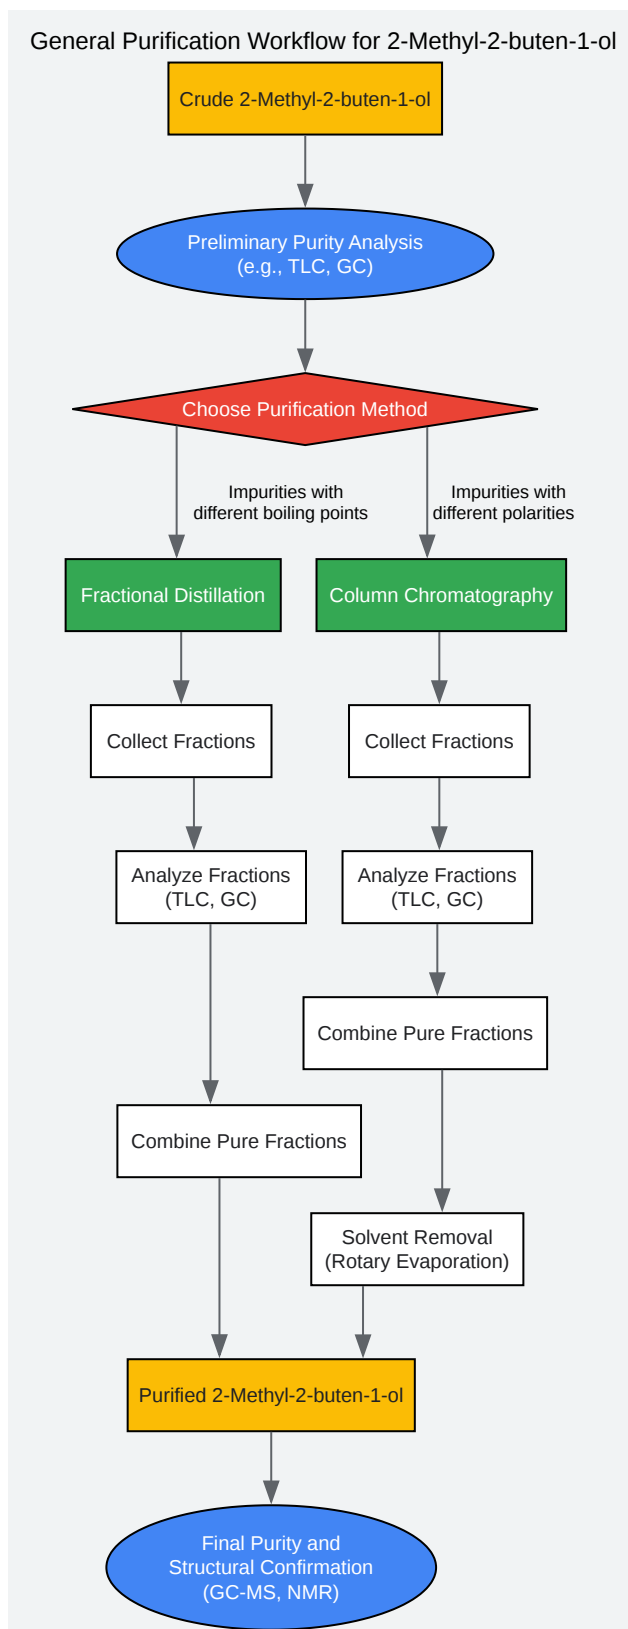 General Purification Workflow for 2-Methyl-2-buten-1-ol
Crude 2-Methyl-2-buten-1-ol
Preliminary Purity Analysis
(e.g., TLC, GC)
Choose Purification Method
Impurities with
different boiling points
Impurities with
different polarities
Fractional Distillation
Column Chromatography
Collect Fractions
Collect Fractions
Analyze Fractions
(TLC, GC)
Analyze Fractions
(TLC, GC)
Combine Pure Fractions
Combine Pure Fractions
Solvent Removal
(Rotary Evaporation)
Purified 2-Methyl-2-buten-1-ol
Final Purity and
Structural Confirmation
(GC-MS, NMR)